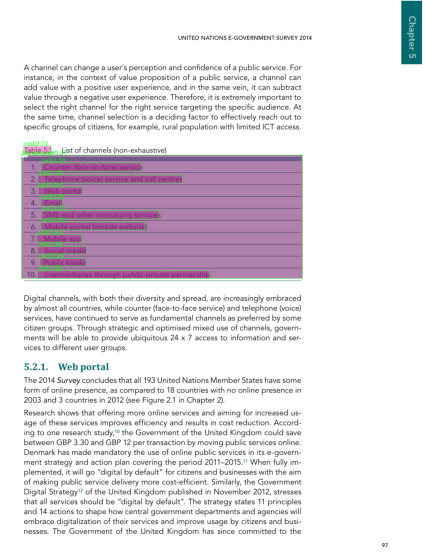 UNITED NATIONS E-GOVERNMENT SURVEY 2014
Chapter 5
A channel can change a user's perception and confidence of a public service. For
instance, in the context of value proposition of a public service, a channel can
add value with a positive user experience, and in the same vein, it can subtract
value through a negative user experience. Therefore, it is extremely important to
select the right channel for the right service targeting the specific audience. At
the same time, channel selection is a deciding factor to effectively reach out to
specific groups of citizens, for example, rural population with limited ICT access.
Table 5.1. List of channels (non-exhaustive)
1. Counter (face-to-face) service
2. Telephone (voice) service and call centres
3. Web portal
4. Email
5. SMS and other messaging services
6. Mobile portal (mobile website)
7. Mobile app
8. Social media
9. Public kiosks
10. Intermediaries through public-private partnership
Digital channels, with both their diversity and spread, are increasingly embraced
by almost all countries, while counter (face-to-face service) and telephone (voice)
services, have continued to serve as fundamental channels as preferred by some
citizen groups. Through strategic and optimised mixed use of channels, govern-
ments will be able to provide ubiquitous 24 x 7 access to information and ser-
vices to different user groups.
5.2.1. Web portal
The 2014 Survey concludes that all 193 United Nations Member States have some
form of online presence, as compared to 18 countries with no online presence in
2003 and 3 countries in 2012 (see Figure 2.1 in Chapter 2).
Research shows that offering more online services and aiming for increased us-
age of these services improves efficiency and results in cost reduction. Accord-
ing to one research study,10 the Government of the United Kingdom could save
between GBP 3.30 and GBP 12 per transaction by moving public services online.
Denmark has made mandatory the use of online public services in its e-govern-
ment strategy and action plan covering the period 2011–2015.11 When fully im-
plemented, it will go "digital by default" for citizens and businesses with the aim
of making public service delivery more cost-efficient. Similarly, the Government
Digital Strategy12 of the United Kingdom published in November 2012, stresses
that all services should be "digital by default". The strategy states 11 principles
and 14 actions to shape how central government departments and agencies will
embrace digitalization of their services and improve usage by citizens and busi-
nesses. The Government of the United Kingdom has since committed to the
97